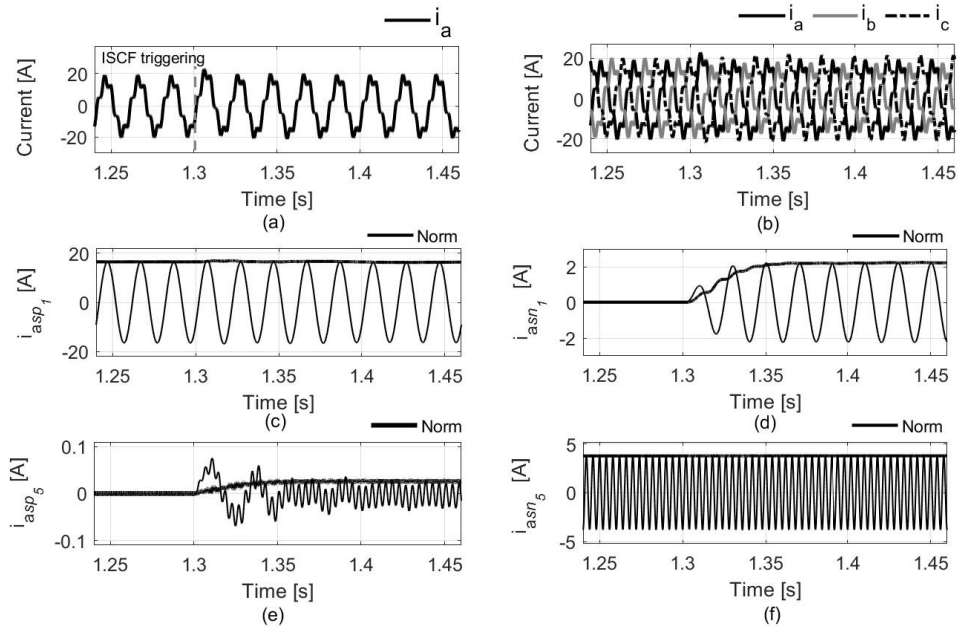 i_a
ISCF triggering
Current [A]
20
0
-20
1.25 1.3 1.35 1.4 1.45
Time [s]
(a)
i_a i_b i_c
Current [A]
20
0
-20
1.25 1.3 1.35 1.4 1.45
Time [s]
(b)
Norm
i_asp_1 [A]
20
0
-20
1.25 1.3 1.35 1.4 1.45
Time [s]
(c)
Norm
i_asn_1 [A]
2
0
-2
1.25 1.3 1.35 1.4 1.45
Time [s]
(d)
Norm
i_asp_5 [A]
0.1
0
-0.1
1.25 1.3 1.35 1.4 1.45
Time [s]
(e)
Norm
i_asn_5 [A]
5
0
-5
1.25 1.3 1.35 1.4 1.45
Time [s]
(f)